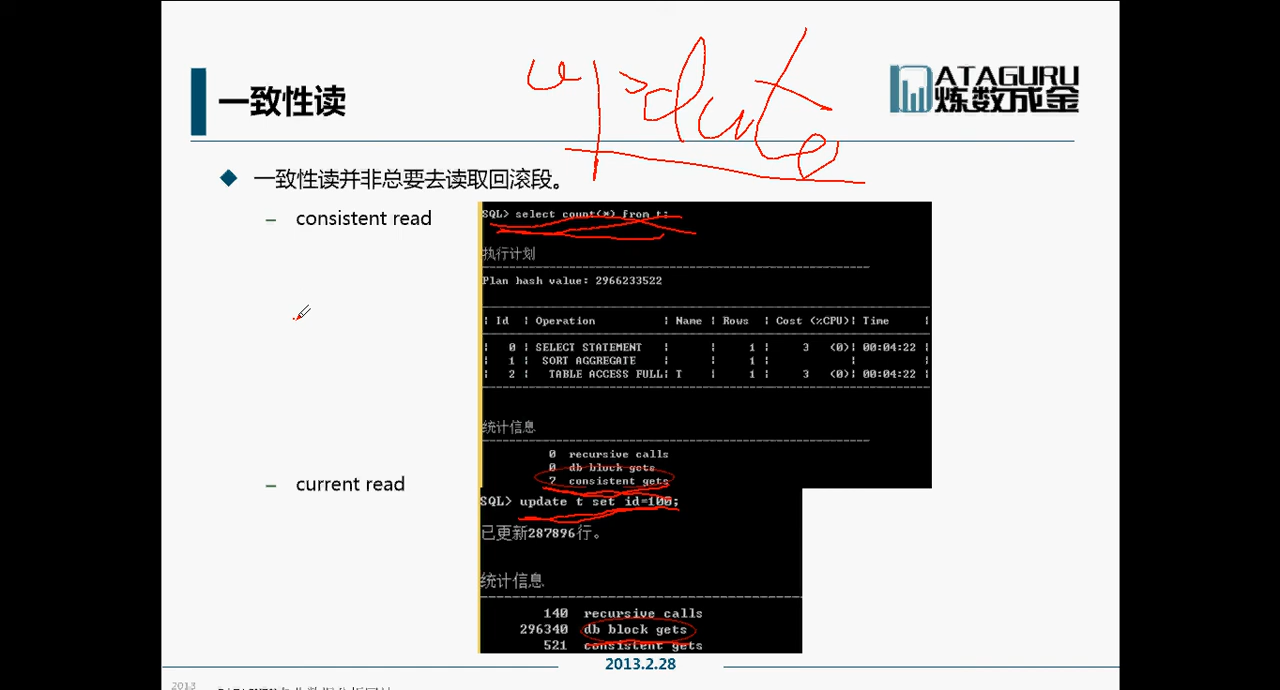 update
一致性读
ATAGURU
炼数成金
一致性读并非总要去读取回滚段。
– consistent read
SQL> select count(*) from t;
执行计划
Plan hash value: 2966233522
| Id | Operation | Name | Rows | Cost (%CPU)| Time |
| 0 | SELECT STATEMENT | | 1 | 3 (0)| 00:04:22 |
| 1 | SORT AGGREGATE | | 1 | | |
| 2 | TABLE ACCESS FULL| T | 1 | 3 (0)| 00:04:22 |
统计信息
0 recursive calls
0 db block gets
7 consistent gets
– current read
SQL> update t set id=100;
已更新287896行。
统计信息
140 recursive calls
296340 db block gets
521 consistent gets
2013.2.28
2013